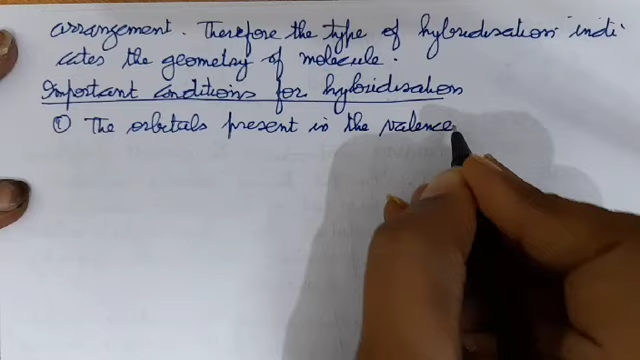 arrangement. Therefore the type of hybridisation indi
cates the geometry of molecule.
Important conditions for hybridisation
① The orbitals present in the valence